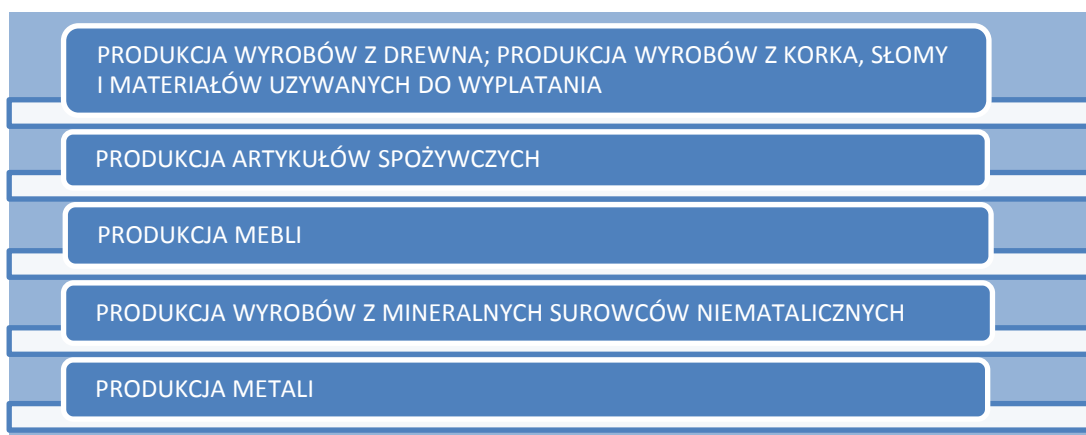 PRODUKCJA WYROBÓW Z DREWNA; PRODUKCJA WYROBÓW Z KORKA, SŁOMY
I MATERIAŁÓW UZYWANYCH DO WYPLATANIA
PRODUKCJA ARTYKUŁÓW SPOŻYWCZYCH
PRODUKCJA MEBLI
PRODUKCJA WYROBÓW Z MINERALNYCH SUROWCÓW NIEMATALICZNYCH
PRODUKCJA METALI